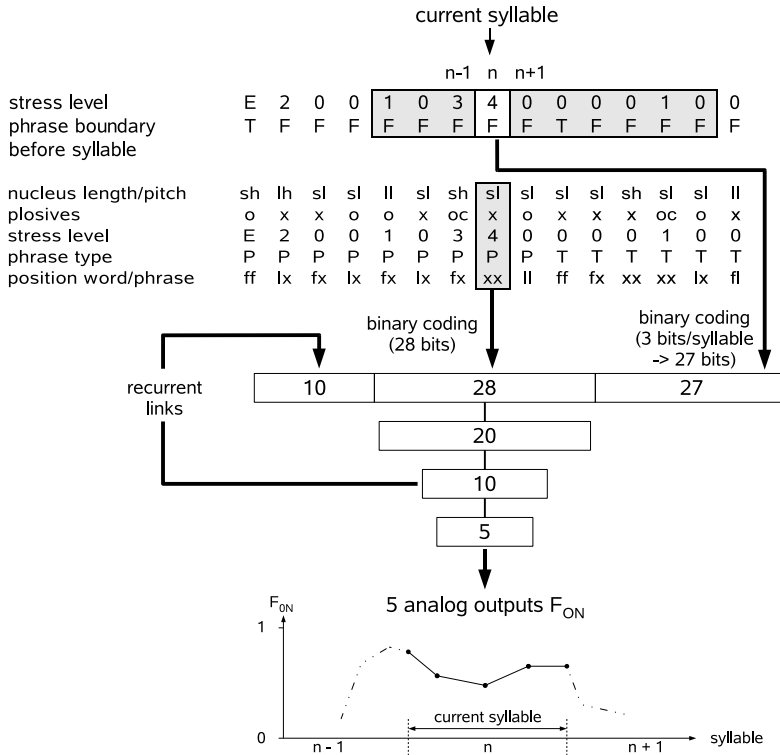 current syllable
n-1 n n+1
stress level E 2 0 0 1 0 3 4 0 0 0 0 1 0 0
phrase boundary T F F F F F F F F T F F F F F
before syllable
nucleus length/pitch sh lh sl sl ll sl sh sl sl sl sl sh sl sl ll
plosives o x x o o x oc x o x x x oc o x
stress level E 2 0 0 1 0 3 4 0 0 0 0 1 0 0
phrase type P P P P P P P P P T T T T T T
position word/phrase ff lx fx lx fx lx fx xx ll ff fx xx xx lx fl
binary coding
(28 bits)
binary coding
(3 bits/syllable
-> 27 bits)
recurrent
links
10 28 27
20
10
5
5 analog outputs F0N
F0N
1
current syllable
0
n - 1 n n + 1 syllable